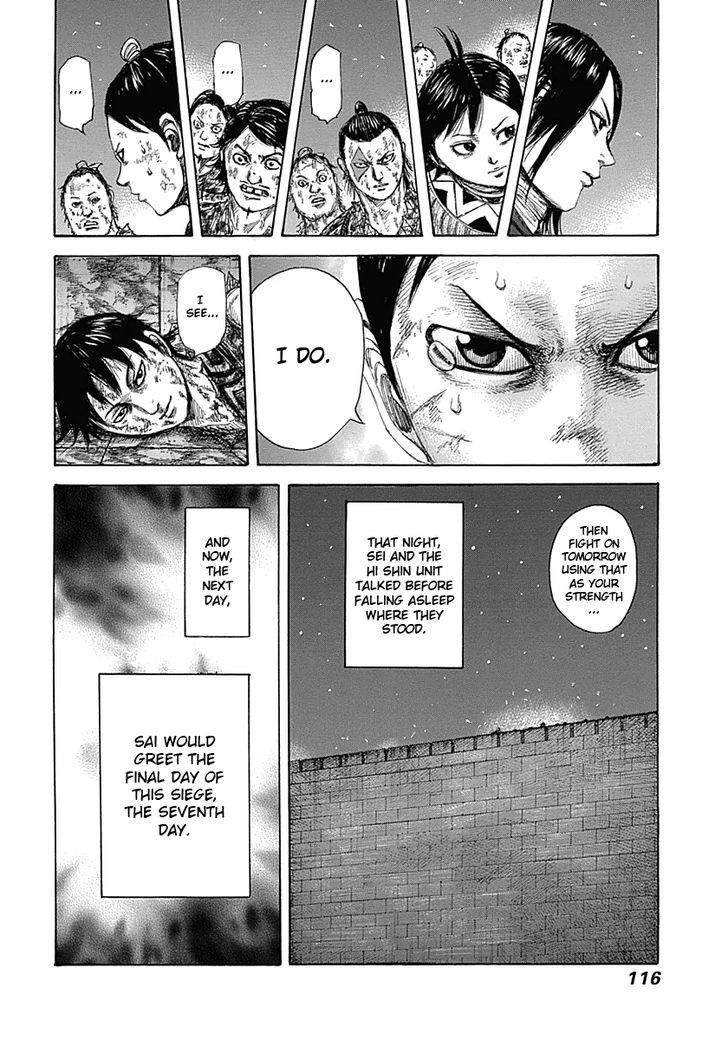 ...
...
...
I DO.
I
SEE...
THEN
FIGHT ON
TOMORROW
USING THAT
AS YOUR
STRENGTH
...
THAT NIGHT,
SEI AND THE
HI SHIN UNIT
TALKED BEFORE
FALLING ASLEEP
WHERE THEY
STOOD.
AND
NOW,
THE
NEXT
DAY,
SAI WOULD
GREET THE
FINAL DAY OF
THIS SIEGE,
THE SEVENTH
DAY.
116